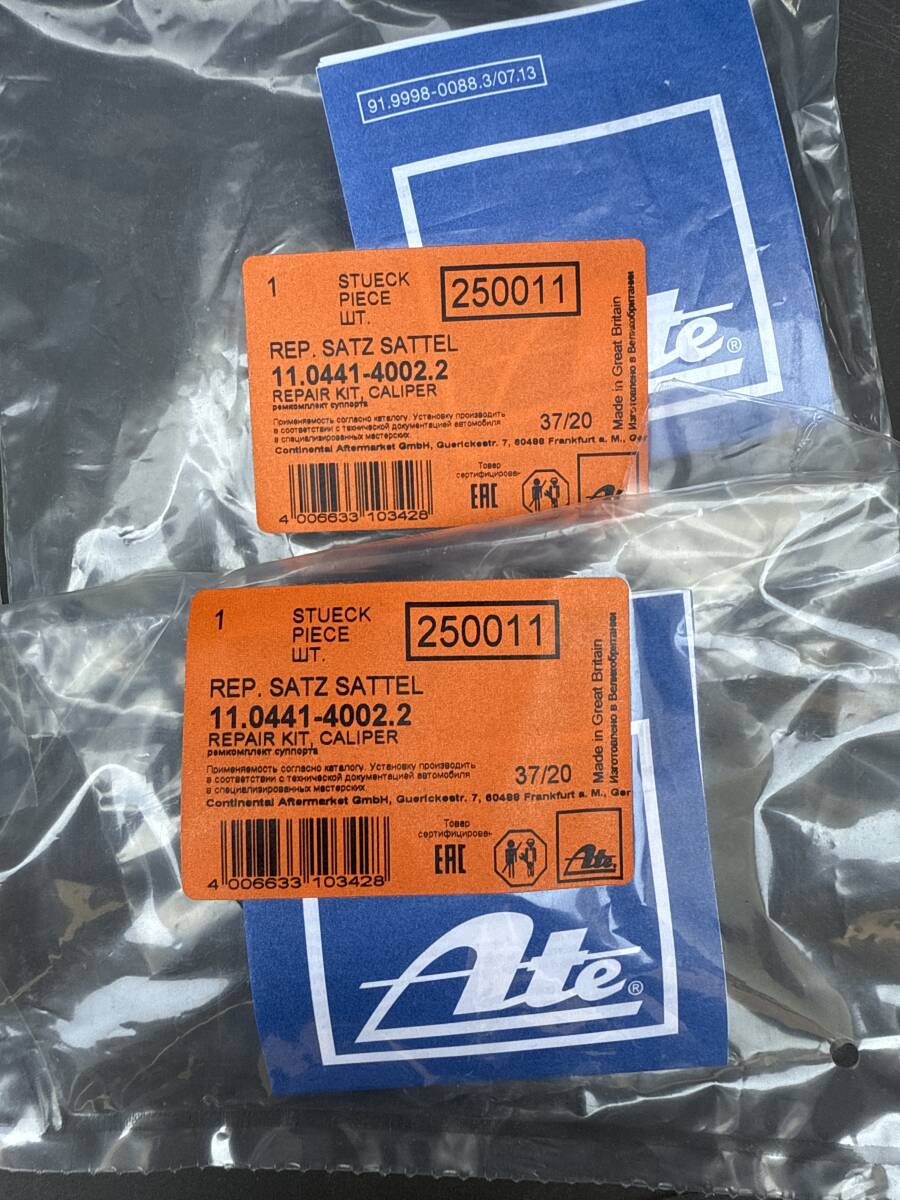 91.9998-0088.3/07.13
1
STUECK
PIECE
ШТ.
250011
REP. SATZ SATTEL
11.0441-4002.2
REPAIR KIT, CALIPER
ремкомплект суппорта
Применяемость согласно каталогу. Установку производить
в соответствии с технической документацией автомобиля
в специализированных мастерских.
37/20
Continental Aftermarket GmbH, Guerickestr. 7, 60488 Frankfurt a. M., Ger
Made in Great Britain
Изготовлено в Великобритании
Товар
сертифицирован
EAC
4 006633 103428
te®
1
STUECK
PIECE
ШТ.
250011
REP. SATZ SATTEL
11.0441-4002.2
REPAIR KIT, CALIPER
ремкомплект суппорта
Применяемость согласно каталогу. Установку производить
в соответствии с технической документацией автомобиля
в специализированных мастерских.
37/20
Continental Aftermarket GmbH, Guerickestr. 7, 60488 Frankfurt a. M., Ger
Made in Great Britain
Изготовлено в Великобритании
Товар
сертифицирован
EAC
Ate
4 006633 103428
Ate®